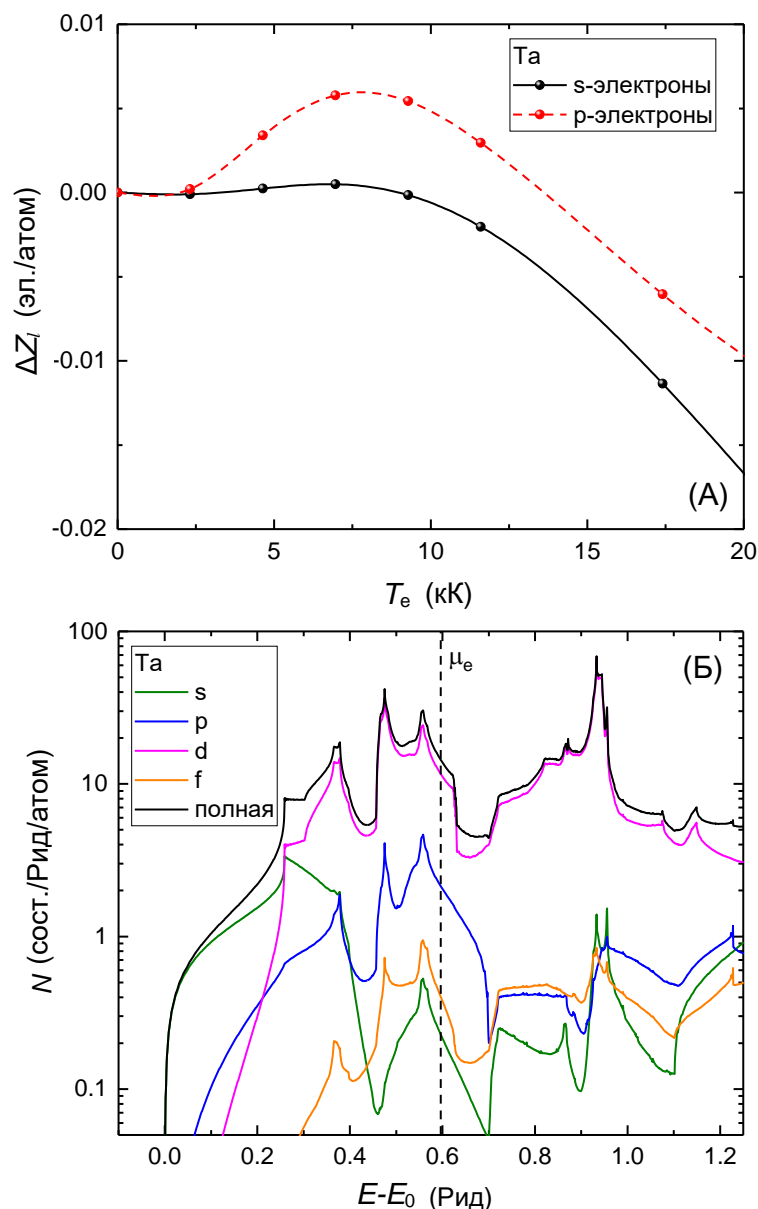 0.01
0.00
-0.01
-0.02
ΔZl (эл./атом)
Ta
s-электроны
p-электроны
(А)
0
5
10
15
20
Te (кК)
100
10
1
0.1
N (сост./Рид/атом)
Ta
s
p
d
f
полная
μe
(Б)
0.0
0.2
0.4
0.6
0.8
1.0
1.2
E-E0 (Рид)